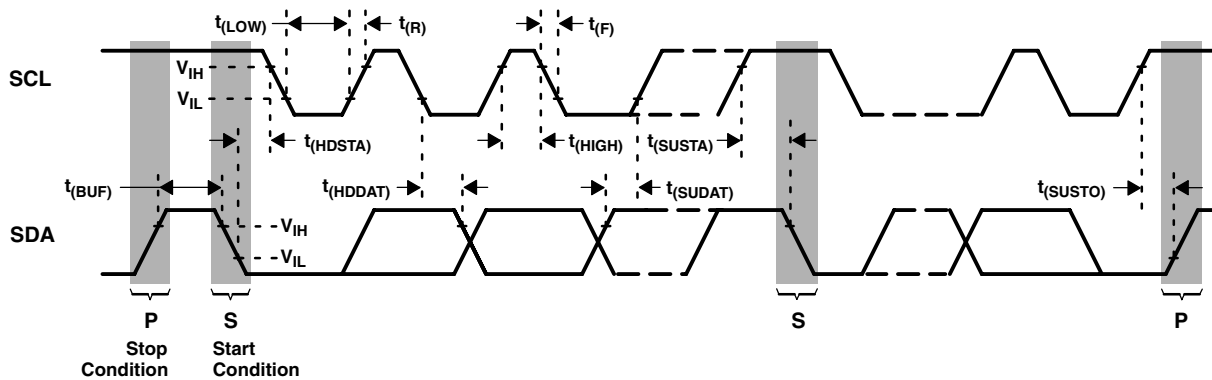 t(LOW) t(R) t(F)
SCL
VIH
VIL
t(HDSTA) t(HIGH) t(SUSTA)
t(BUF) t(HDDAT) t(SUDAT) t(SUSTO)
SDA
VIH
VIL
P S S P
Stop Condition
Start Condition